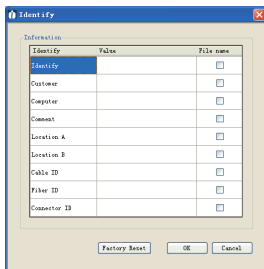 Identify
Information
Identify Value File name
Identify
Customer
Computer
Comment
Location A
Location B
Cable ID
Fiber ID
Connector ID
Factory Reset OK Cancel